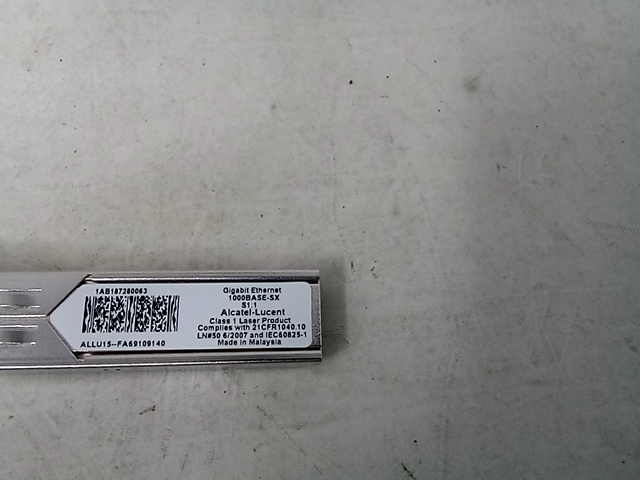 1AB187280063
ALLU15--FA69109140
Gigabit Ethernet
1000BASE-SX
S1:1
Alcatel-Lucent
Class 1 Laser Product
Complies with 21CFR1040.10
LN#50 6/2007 and IEC60825-1
Made in Malaysia